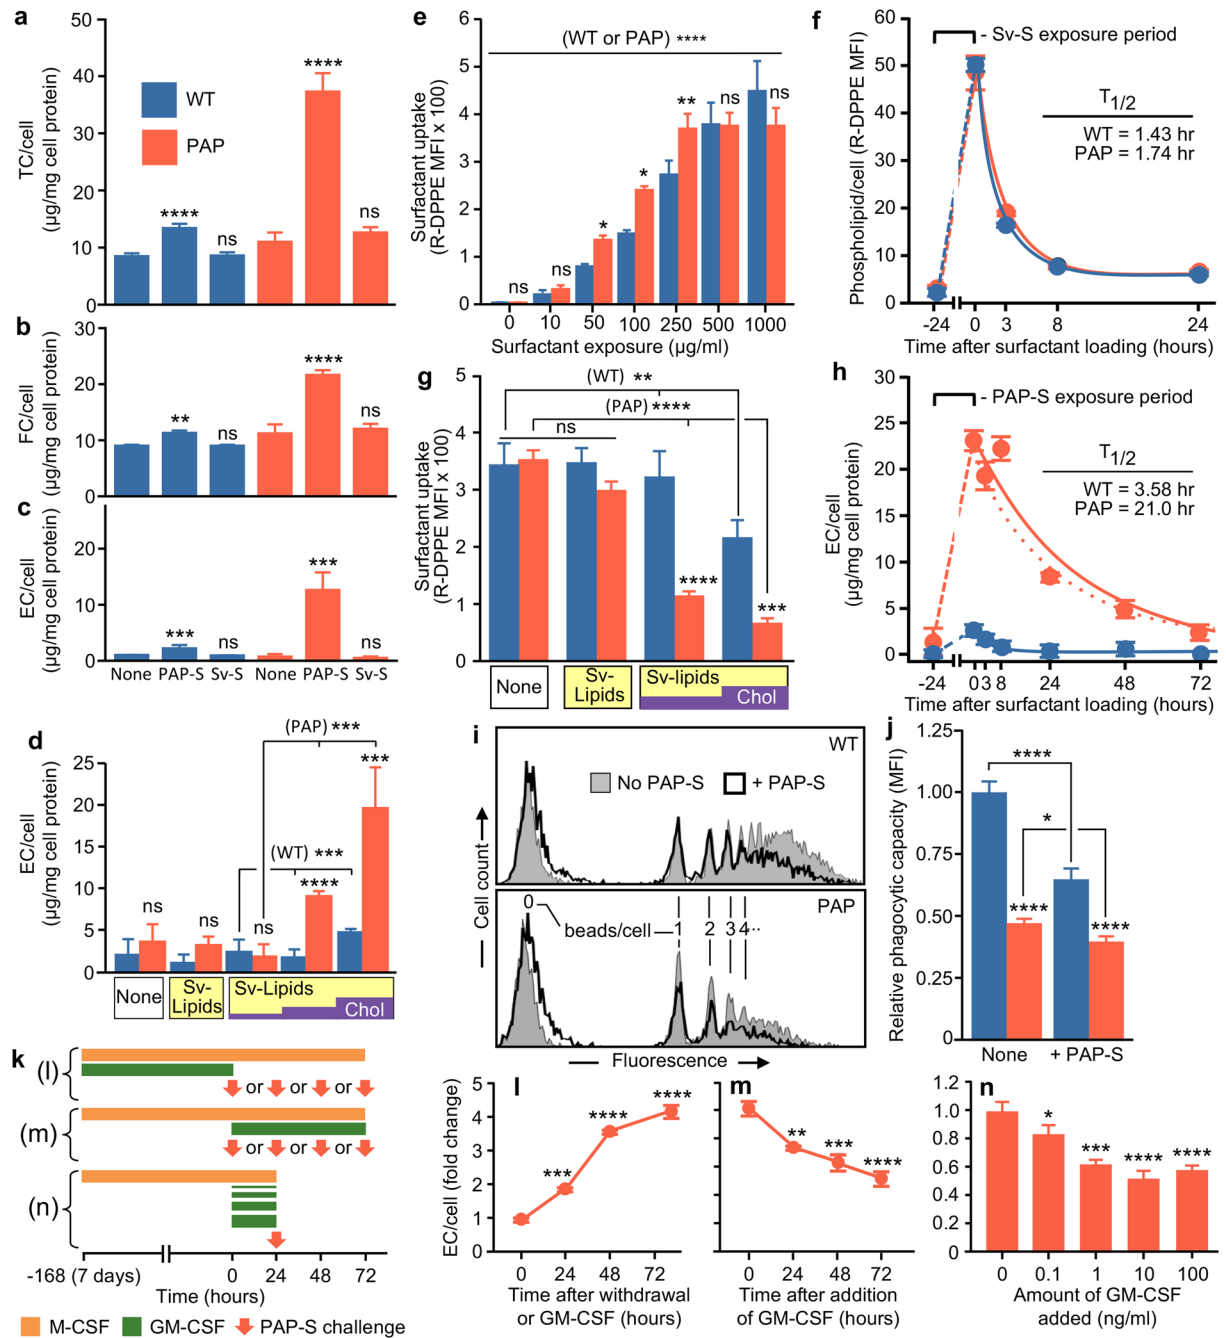 a
TC/cell
(µg/mg cell protein)
50
40
30
20
10
0
WT
PAP
****
ns
****
ns
b
FC/cell
(µg/mg cell protein)
30
20
10
0
**
ns
****
ns
c
EC/cell
(µg/mg cell protein)
20
10
0
***
ns
***
ns
None PAP-S Sv-S None PAP-S Sv-S
d
EC/cell
(µg/mg cell protein)
25
20
15
10
5
0
(PAP) ***
***
(WT) ***
****
ns
ns
ns
None
Sv-
Lipids
Sv-Lipids
Chol
e
Surfactant uptake
(R-DPPE MFI x 100)
6
5
4
3
2
1
0
(WT or PAP) ****
ns
ns
*
*
**
ns
ns
0 10 50 100 250 500 1000
Surfactant exposure (µg/ml)
f
Phospholipid/cell (R-DPPE MFI)
60
50
40
30
20
10
0
- Sv-S exposure period
T1/2
WT = 1.43 hr
PAP = 1.74 hr
-24 0 3 8 24
Time after surfactant loading (hours)
g
Surfactant uptake
(R-DPPE MFI x 100)
5
4
3
2
1
0
(WT) **
(PAP) ****
ns
****
***
None
Sv-
Lipids
Sv-lipids
Chol
h
EC/cell
(µg/mg cell protein)
30
25
20
15
10
5
0
- PAP-S exposure period
T1/2
WT = 3.58 hr
PAP = 21.0 hr
-24 0 3 8 24 48 72
Time after surfactant loading (hours)
i
WT
No PAP-S
+ PAP-S
Cell count
PAP
0
beads/cell
1 2 3 4··
Fluorescence
j
Relative phagocytic capacity (MFI)
1.25
1.00
0.75
0.50
0.25
0
****
*
****
****
None + PAP-S
k
(l)
or or or
(m)
or or or
(n)
-168 (7 days) 0 24 48 72
Time (hours)
M-CSF GM-CSF PAP-S challenge
l
EC/cell (fold change)
5
4
3
2
1
0
***
****
****
0 24 48 72
Time after withdrawal
or GM-CSF (hours)
m
**
***
****
0 24 48 72
Time after addition
of GM-CSF (hours)
n
1.2
1.0
0.8
0.6
0.4
0.2
0
*
***
****
****
0 0.1 1 10 100
Amount of GM-CSF
added (ng/ml)